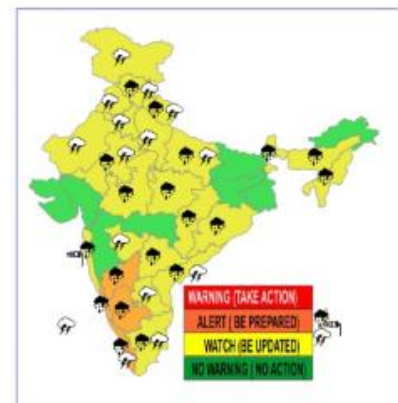 WARNING (TAKE ACTION)
ALERT ( BE PREPARED)
WATCH (BE UPDATED)
NO WARNING ( NO ACTION)